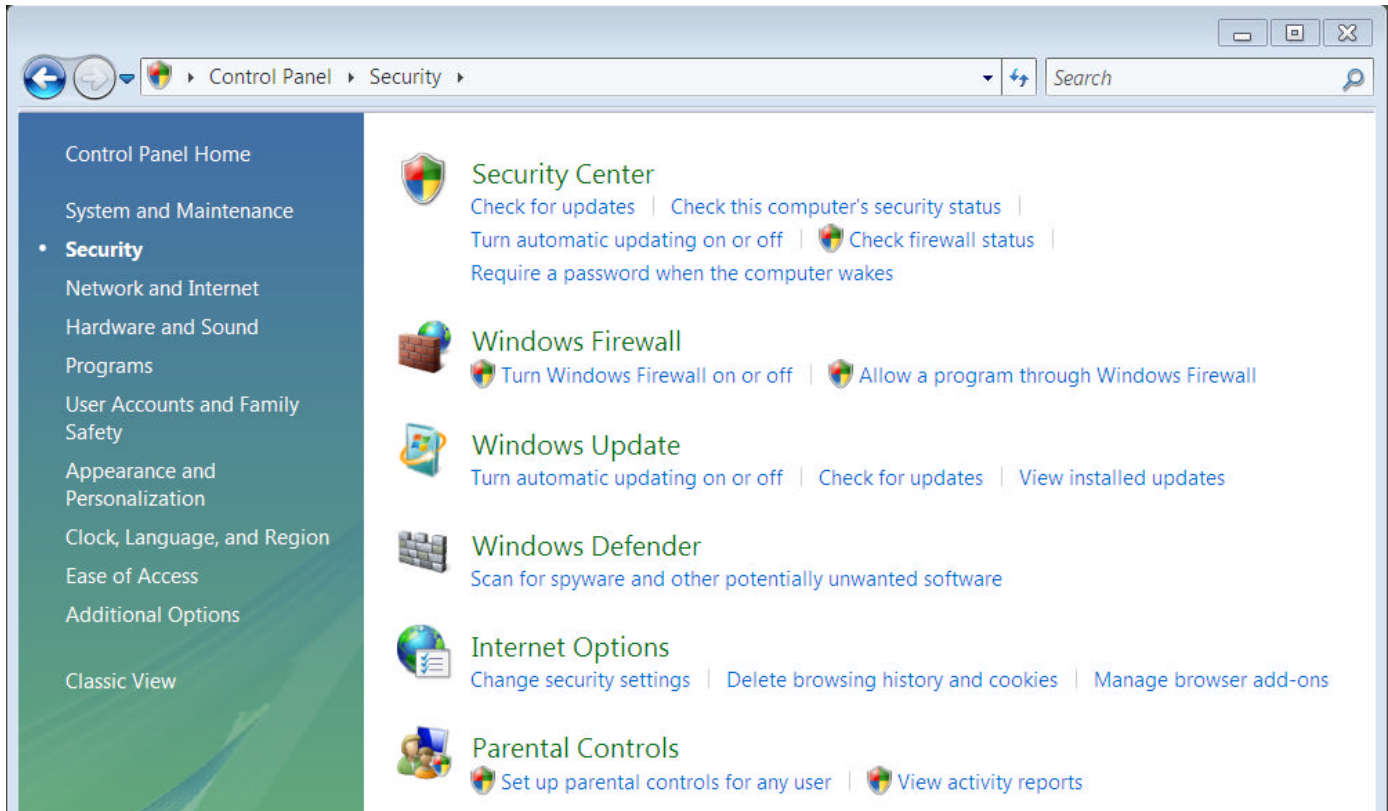 Control Panel
Security
Search
Control Panel Home
System and Maintenance
Security
Network and Internet
Hardware and Sound
Programs
User Accounts and Family
Safety
Appearance and
Personalization
Clock, Language, and Region
Ease of Access
Additional Options
Classic View
Security Center
Check for updates | Check this computer's security status |
Turn automatic updating on or off | Check firewall status |
Require a password when the computer wakes
Windows Firewall
Turn Windows Firewall on or off | Allow a program through Windows Firewall
Windows Update
Turn automatic updating on or off | Check for updates | View installed updates
Windows Defender
Scan for spyware and other potentially unwanted software
Internet Options
Change security settings | Delete browsing history and cookies | Manage browser add-ons
Parental Controls
Set up parental controls for any user | View activity reports